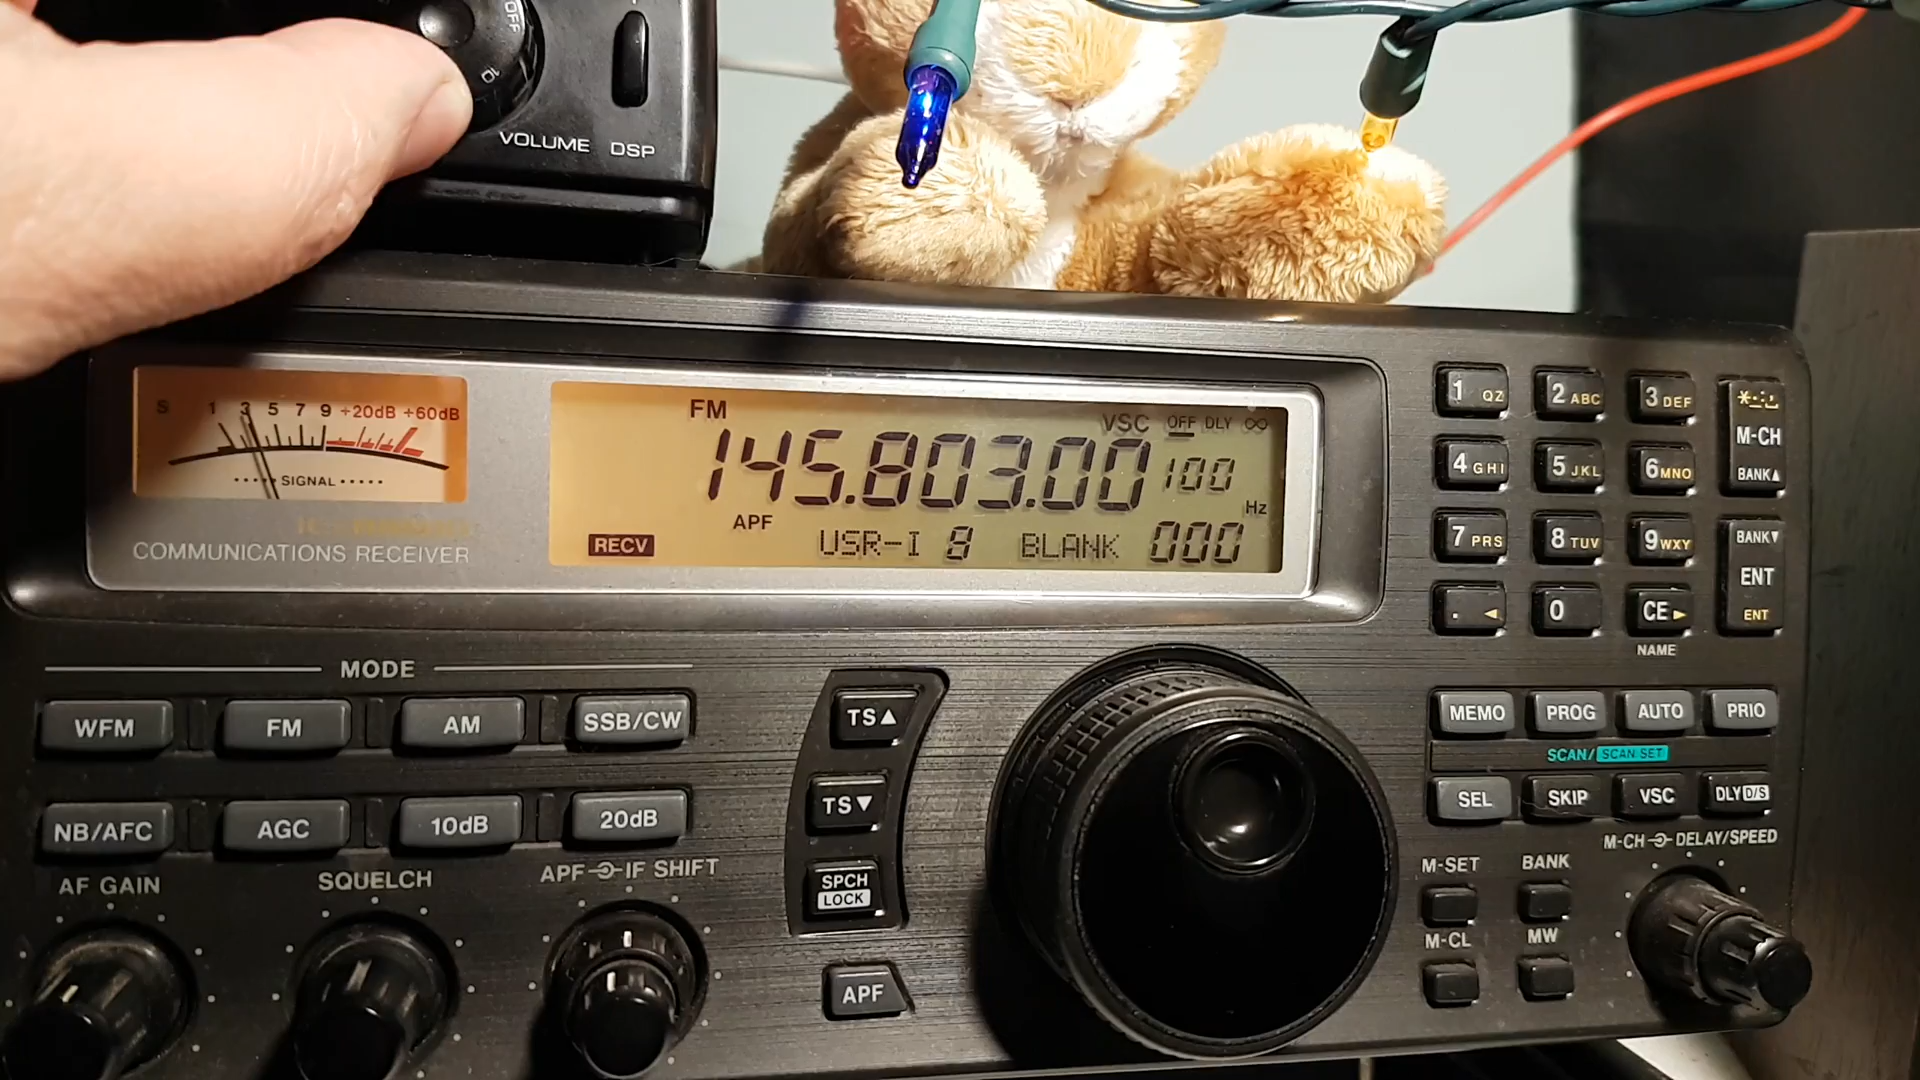 OFF
10
VOLUME DSP
S 1 3 5 7 9 +20dB +60dB
SIGNAL
COMMUNICATIONS RECEIVER
FM VSC OFF DLY ∞
145.803.00 100
Hz
APF
RECV USR-I 8 BLANK 000
1 QZ 2 ABC 3 DEF
*
M-CH
BANK▲
4 GHI 5 JKL 6 MNO
7 PRS 8 TUV 9 WXY
BANK▼
ENT
ENT
. ◄ 0 CE ►
NAME
MODE
WFM FM AM SSB/CW
NB/AFC AGC 10dB 20dB
TS▲
TS▼
SPCH
LOCK
APF
MEMO PROG AUTO PRIO
SCAN/ SCAN SET
SEL SKIP VSC DLY D/S
M-CH DELAY/SPEED
M-SET BANK
M-CL MW
AF GAIN SQUELCH APF IF SHIFT